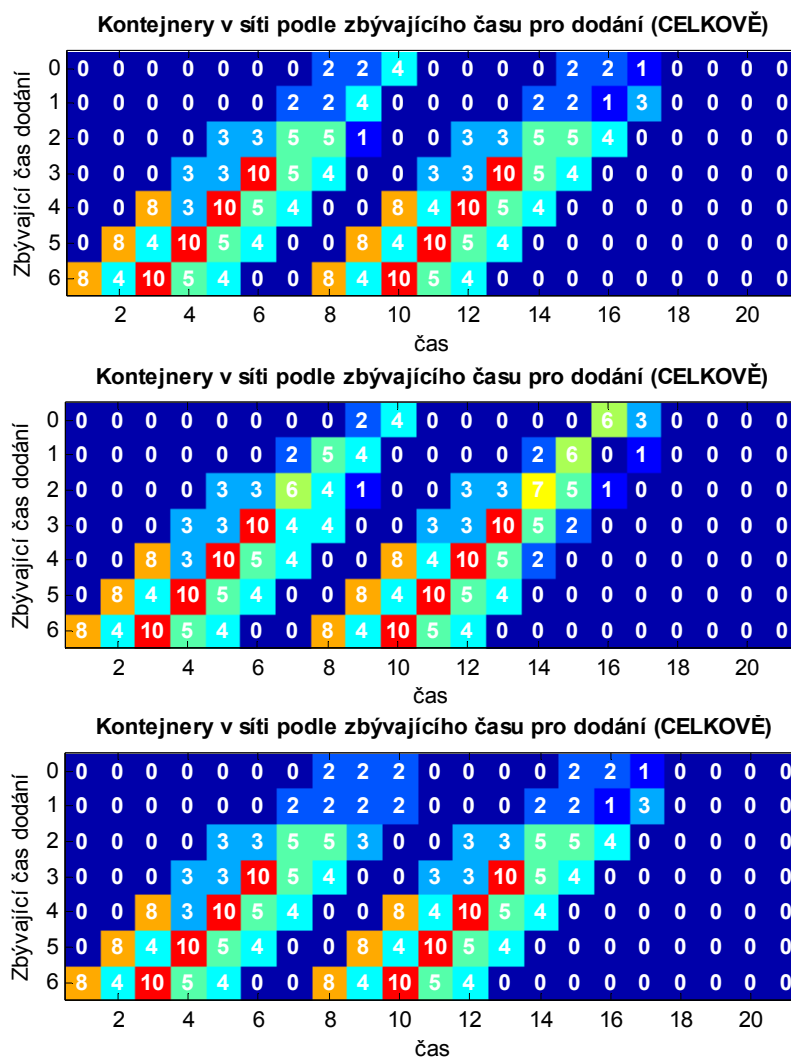 Kontejnery v síti podle zbývajícího času pro dodání (CELKOVĚ)
Zbývající čas dodání
0 0 0 0 0 0 0 0 2 2 4 0 0 0 0 2 2 1 0 0 0 0
1 0 0 0 0 0 0 2 2 4 0 0 0 0 2 2 1 3 0 0 0 0
2 0 0 0 0 3 3 5 5 1 0 0 3 3 5 5 4 0 0 0 0 0
3 0 0 0 3 3 10 5 4 0 0 3 3 10 5 4 0 0 0 0 0 0
4 0 0 8 3 10 5 4 0 0 8 4 10 5 4 0 0 0 0 0 0 0
5 0 8 4 10 5 4 0 0 8 4 10 5 4 0 0 0 0 0 0 0 0
6 8 4 10 5 4 0 0 8 4 10 5 4 0 0 0 0 0 0 0 0 0
2 4 6 8 10 12 14 16 18 20
čas
Kontejnery v síti podle zbývajícího času pro dodání (CELKOVĚ)
Zbývající čas dodání
0 0 0 0 0 0 0 0 0 2 4 0 0 0 0 0 6 3 0 0 0 0
1 0 0 0 0 0 0 2 5 4 0 0 0 0 2 6 0 1 0 0 0 0
2 0 0 0 0 3 3 6 4 1 0 0 3 3 7 5 1 0 0 0 0 0
3 0 0 0 3 3 10 4 4 0 0 3 3 10 5 2 0 0 0 0 0 0
4 0 0 8 3 10 5 4 0 0 8 4 10 5 2 0 0 0 0 0 0 0
5 0 8 4 10 5 4 0 0 8 4 10 5 4 0 0 0 0 0 0 0 0
6 8 4 10 5 4 0 0 8 4 10 5 4 0 0 0 0 0 0 0 0 0
2 4 6 8 10 12 14 16 18 20
čas
Kontejnery v síti podle zbývajícího času pro dodání (CELKOVĚ)
Zbývající čas dodání
0 0 0 0 0 0 0 0 2 2 2 0 0 0 0 2 2 1 0 0 0 0
1 0 0 0 0 0 0 2 2 2 2 0 0 0 2 2 1 3 0 0 0 0
2 0 0 0 0 3 3 5 5 3 0 0 3 3 5 5 4 0 0 0 0 0
3 0 0 0 3 3 10 5 4 0 0 3 3 10 5 4 0 0 0 0 0 0
4 0 0 8 3 10 5 4 0 0 8 4 10 5 4 0 0 0 0 0 0 0
5 0 8 4 10 5 4 0 0 8 4 10 5 4 0 0 0 0 0 0 0 0
6 8 4 10 5 4 0 0 8 4 10 5 4 0 0 0 0 0 0 0 0 0
2 4 6 8 10 12 14 16 18 20
čas